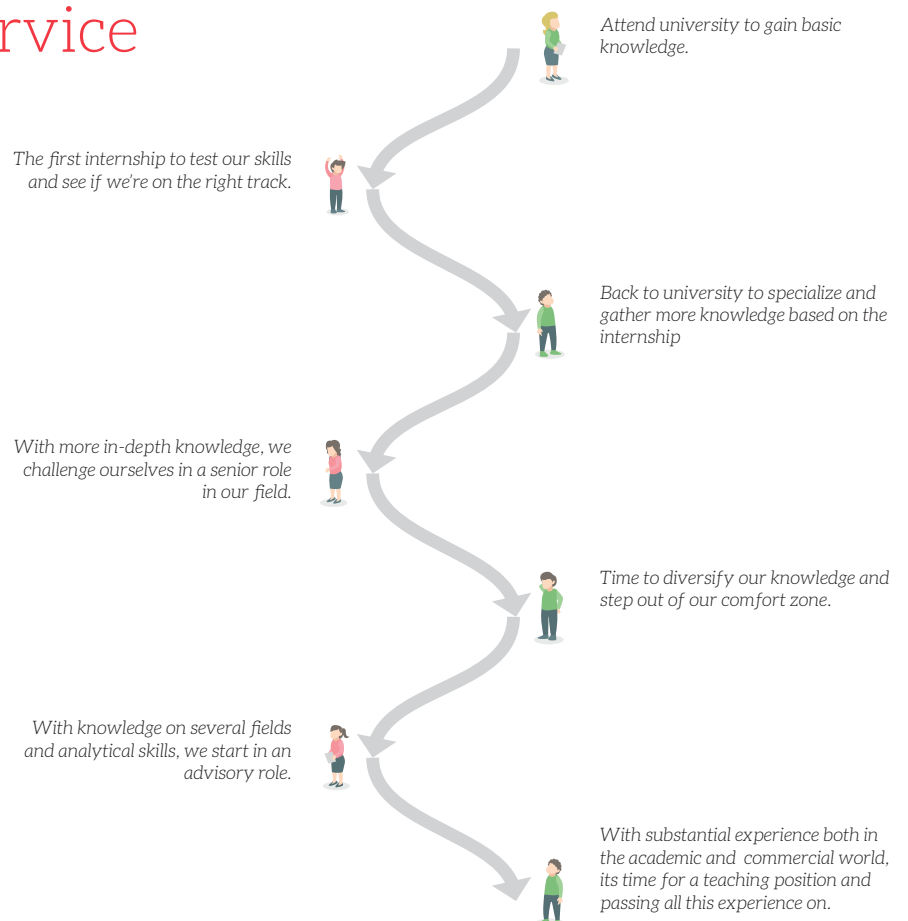 rvice
Attend university to gain basic
knowledge.
The first internship to test our skills
and see if we're on the right track.
Back to university to specialize and
gather more knowledge based on the
internship
With more in-depth knowledge, we
challenge ourselves in a senior role
in our field.
Time to diversify our knowledge and
step out of our comfort zone.
With knowledge on several fields
and analytical skills, we start in an
advisory role.
With substantial experience both in
the academic and commercial world,
its time for a teaching position and
passing all this experience on.